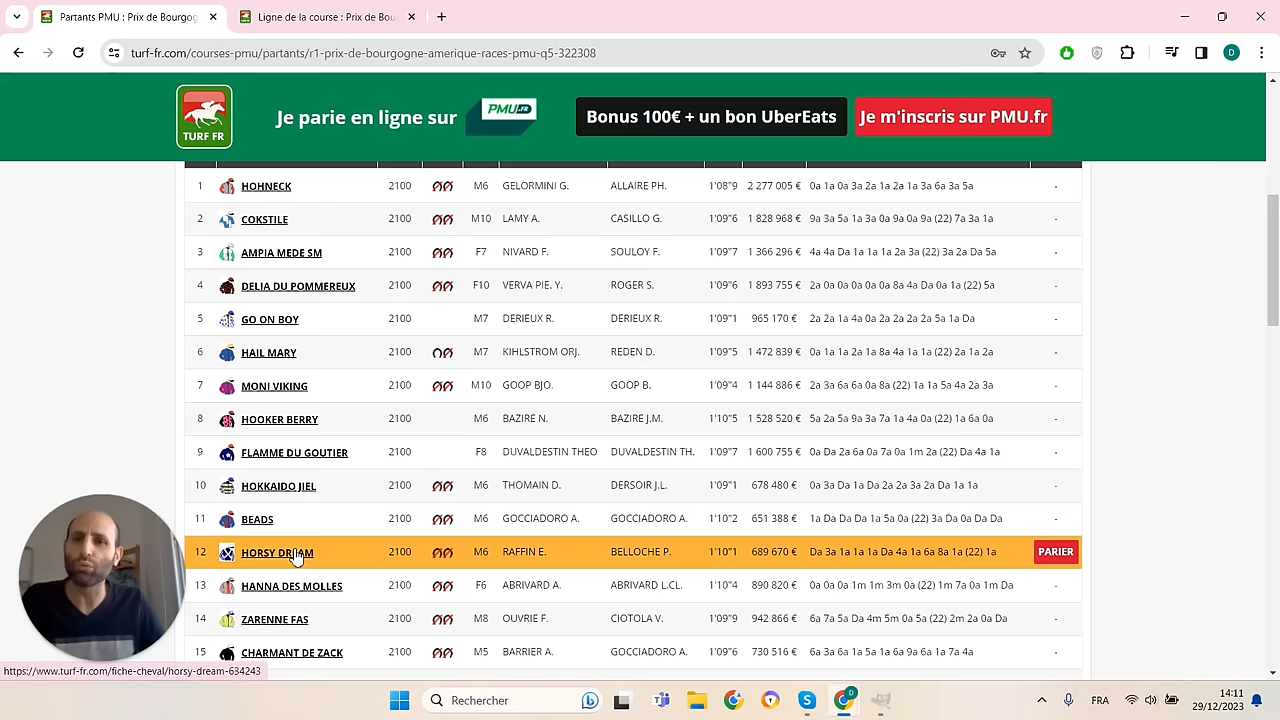 Partants PMU : Prix de Bourgog
Ligne de la course : Prix de Bou
turf-fr.com/courses-pmu/partants/r1-prix-de-bourgogne-amerique-races-pmu-q5-322308
D
TURF FR
Je parie en ligne sur
PMU.FR
Bonus 100€ + un bon UberEats
Je m'inscris sur PMU.fr
1 HOHNECK 2100 M6 GELORMINI G. ALLAIRE PH. 1'08"9 2 277 005 € 0a 1a 0a 3a 2a 1a 2a 1a 5a 6a 3a 5a -
2 COKSTILE 2100 M10 LAMY A. CASILLO G. 1'09"6 1 828 968 € 9a 3a 5a 1a 3a 0a 9a 0a 9a (22) 7a 3a 1a -
3 AMPIA MEDE SM 2100 F7 NIVARD F. SOULOY F. 1'09"7 1 366 296 € 4a 4a Da 1a 1a 1a 2a 3a (22) 3a 2a Da 5a -
4 DELIA DU POMMEREUX 2100 F10 VERVA PIE. Y. ROGER S. 1'09"6 1 893 755 € 2a 0a 0a 0a 0a 8a 4a Da 0a 1a (22) 5a -
5 GO ON BOY 2100 M7 DERIEUX R. DERIEUX R. 1'09"1 965 170 € 2a 2a 1a 4a 0a 2a 2a 2a 2a 5a 1a Da -
6 HAIL MARY 2100 M7 KIHLSTROM ORJ. REDEN D. 1'09"5 1 472 839 € 0a 1a 1a 2a 1a 8a 4a 1a 1a (22) 2a 1a 2a -
7 MONI VIKING 2100 M10 GOOP BJO. GOOP B. 1'09"4 1 144 886 € 2a 3a 6a 6a 0a 8a (22) 1a 1a 5a 4a 2a 3a -
8 HOOKER BERRY 2100 M6 BAZIRE N. BAZIRE J.M. 1'10"5 1 528 520 € 5a 2a 5a 9a 3a 7a 1a 4a 0a (22) 1a 6a 0a -
9 FLAMME DU GOUTIER 2100 F8 DUVALDESTIN THEO DUVALDESTIN TH. 1'09"7 1 600 755 € 0a Da 2a 6a 0a 7a 0a 1m 2a (22) Da 4a 1a -
10 HOKKAIDO JIEL 2100 M6 THOMAIN D. DERSOIR J.L. 1'09"1 678 480 € 0a 3a Da 1a Da 2a 2a 3a 2a Da 1a 1a -
11 BEADS 2100 M6 GOCCIADORO A. GOCCIADORO A. 1'10"2 651 388 € 1a Da Da Da 1a 5a 0a (22) 3a Da 0a Da Da -
12 HORSY DREAM 2100 M6 RAFFIN E. BELLOCHE P. 1'10"1 689 670 € Da 3a 1a 1a 1a Da 4a 1a 6a 8a 1a (22) 1a PARIER
13 HANNA DES MOLLES 2100 F6 ABRIVARD A. ABRIVARD L.CL. 1'10"4 890 820 € 0a 0a 0a 1m 1m 3m 0a (22) 1m 7a 0a 1m Da -
14 ZARENNE FAS 2100 M8 OUVRIE F. CIOTOLA V. 1'09"9 942 866 € 6a 7a 5a Da 4m 5m 0a 5a (22) 2m 2a 0a Da -
15 CHARMANT DE ZACK 2100 M5 BARRIER A. GOCCIADORO A. 1'09"6 730 516 € 5a 6a 1a 5a 1a 3a 1a 6a 9a 1a 7a 4a -
https://www.turf-fr.com/fiche-cheval/horsy-dream-634243
Rechercher
FRA
14:11
29/12/2023